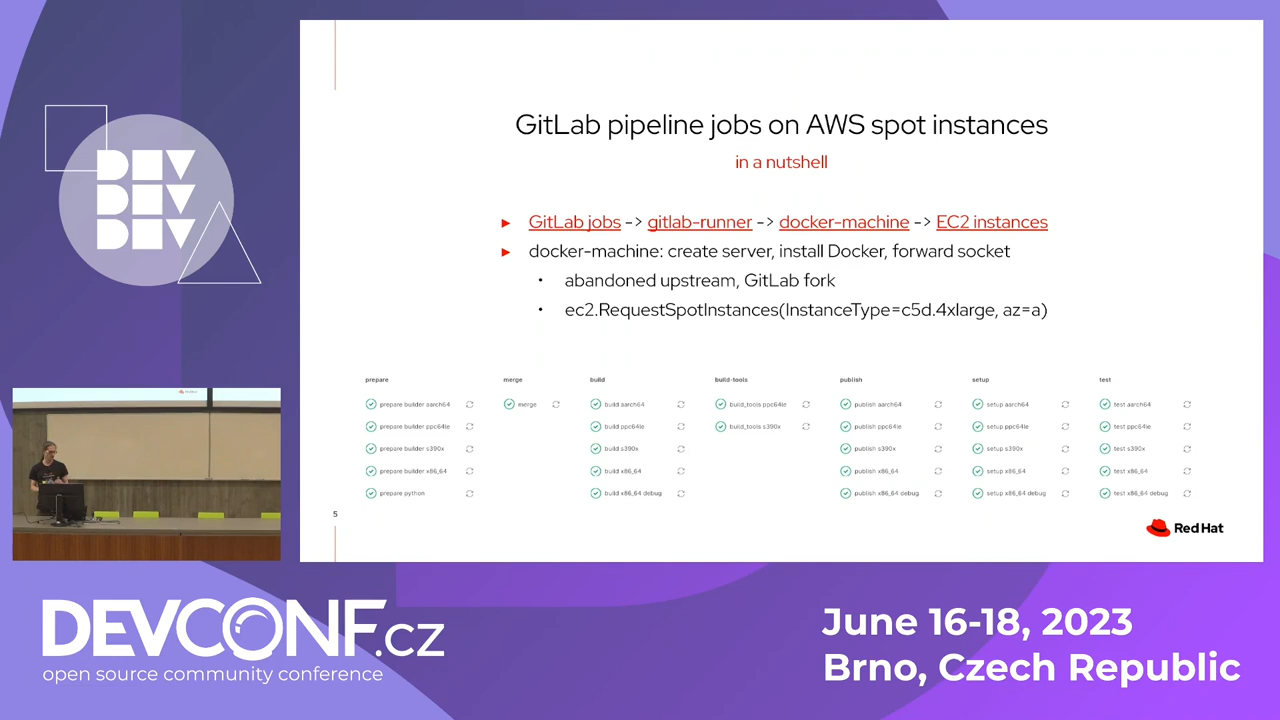 GitLab pipeline jobs on AWS spot instances
in a nutshell
► GitLab jobs -> gitlab-runner -> docker-machine -> EC2 instances
► docker-machine: create server, install Docker, forward socket
• abandoned upstream, GitLab fork
• ec2.RequestSpotInstances(InstanceType=c5d.4xlarge, az=a)
prepare merge build build-tools publish setup test
prepare builder aarch64 merge build aarch64 build_tools ppc64le publish aarch64 setup aarch64 test aarch64
prepare builder ppc64le build ppc64le build_tools s390x publish ppc64le setup ppc64le test ppc64le
prepare builder s390x build s390x publish s390x setup s390x test s390x
prepare builder x86_64 build x86_64 publish x86_64 setup x86_64 test x86_64
prepare python build x86_64 debug publish x86_64 debug setup x86_64 debug test x86_64 debug
5
Red Hat
DEV
DEV
DEV
DEVCONF.cz
open source community conference
June 16-18, 2023
Brno, Czech Republic